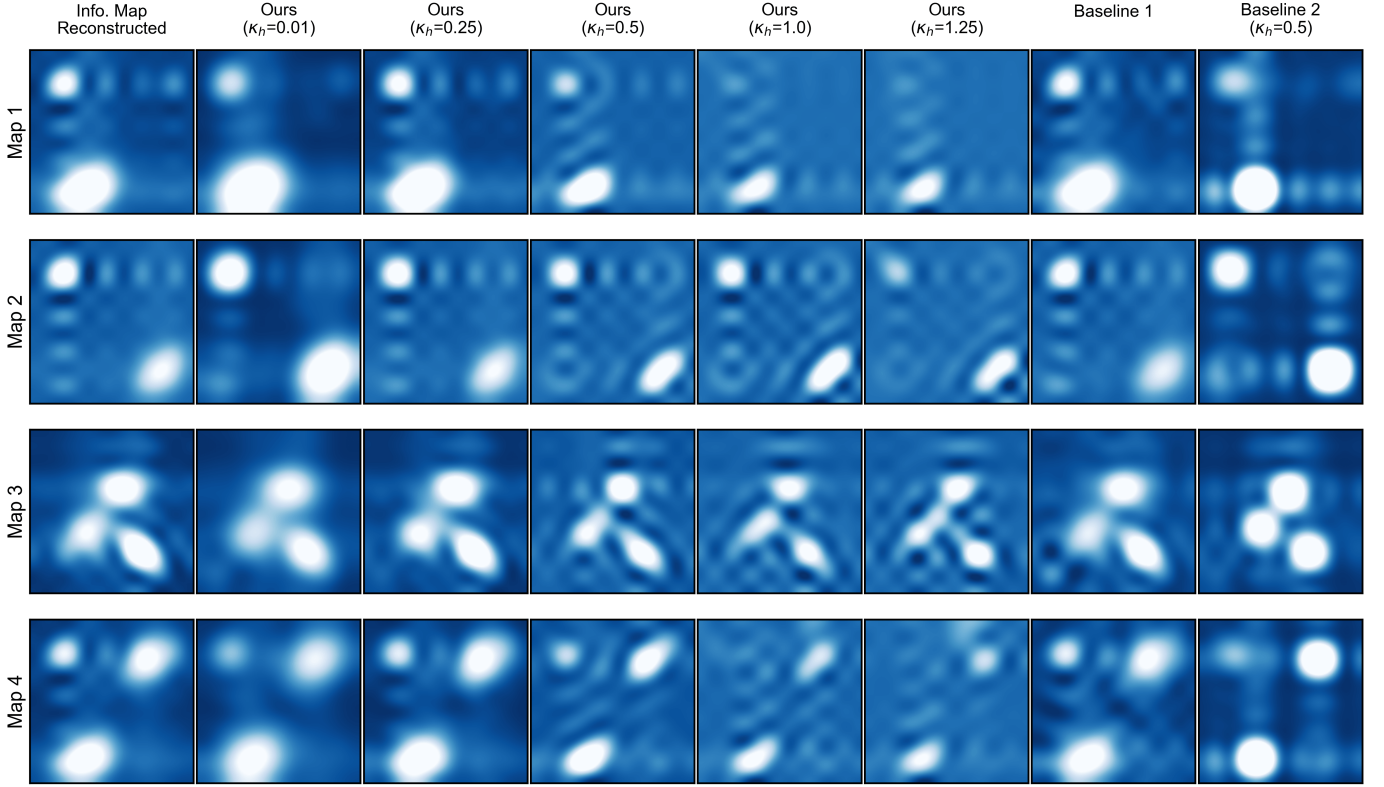 Info. Map
Reconstructed
Ours
(κh=0.01)
Ours
(κh=0.25)
Ours
(κh=0.5)
Ours
(κh=1.0)
Ours
(κh=1.25)
Baseline 1
Baseline 2
(κh=0.5)
Map 1
Map 2
Map 3
Map 4